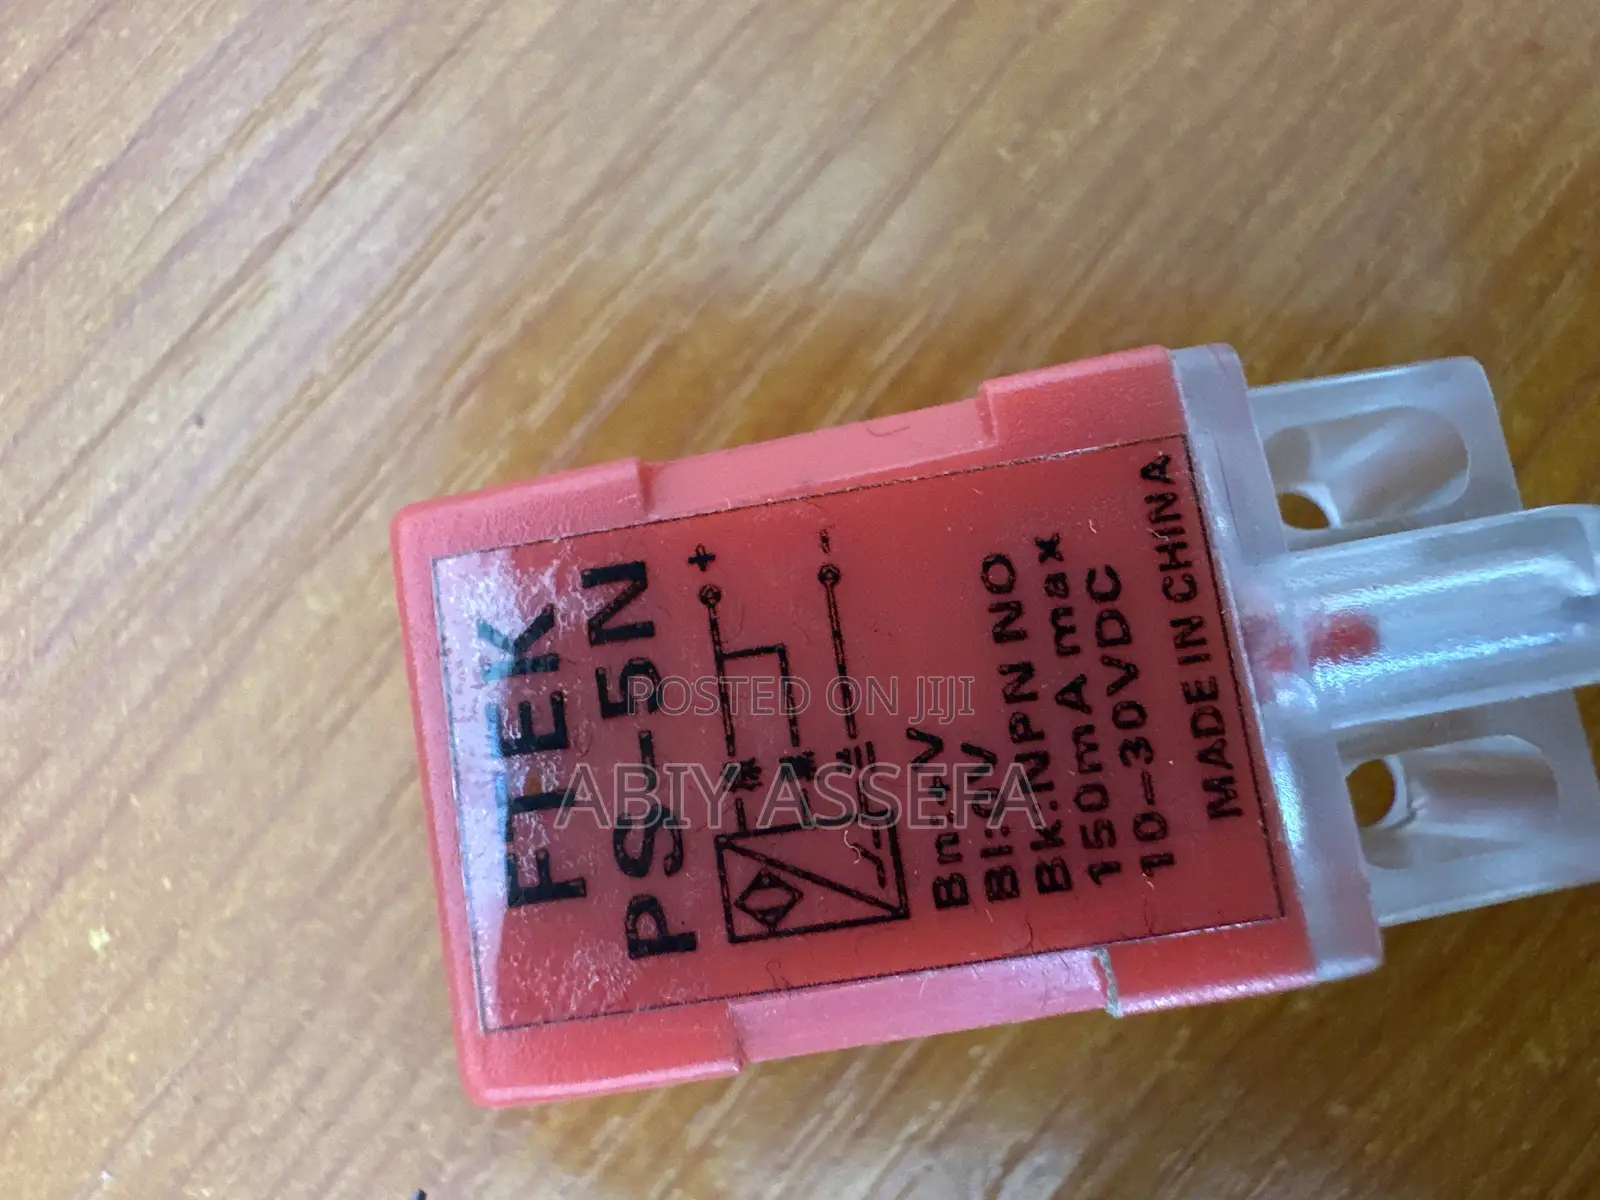 FTEK
PS-5N
+
-
Bn:+V
Bl:0V
BK:NPN NO
150mA max
10-30VDC
MADE IN CHINA
POSTED ON JIJI
ABIY ASSEFA